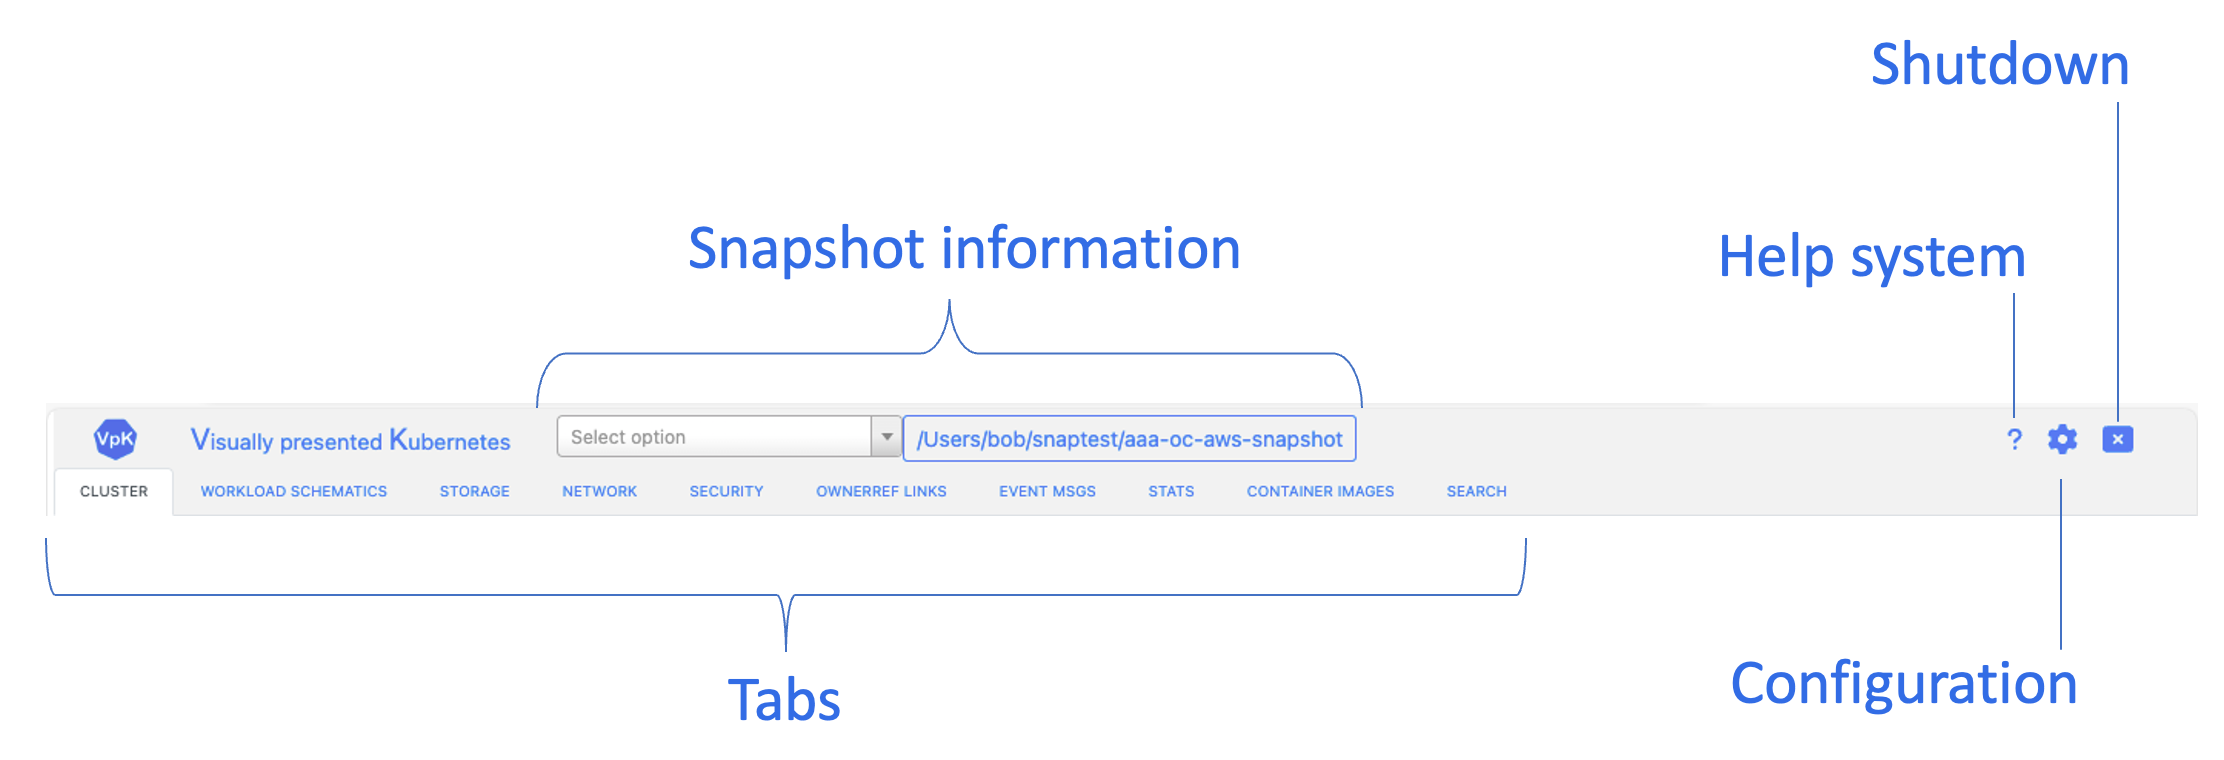 Shutdown
Snapshot information
Help system
VpK
Visually presented Kubernetes
Select option
/Users/bob/snaptest/aaa-oc-aws-snapshot
?
CLUSTER
WORKLOAD SCHEMATICS
STORAGE
NETWORK
SECURITY
OWNERREF LINKS
EVENT MSGS
STATS
CONTAINER IMAGES
SEARCH
Tabs
Configuration